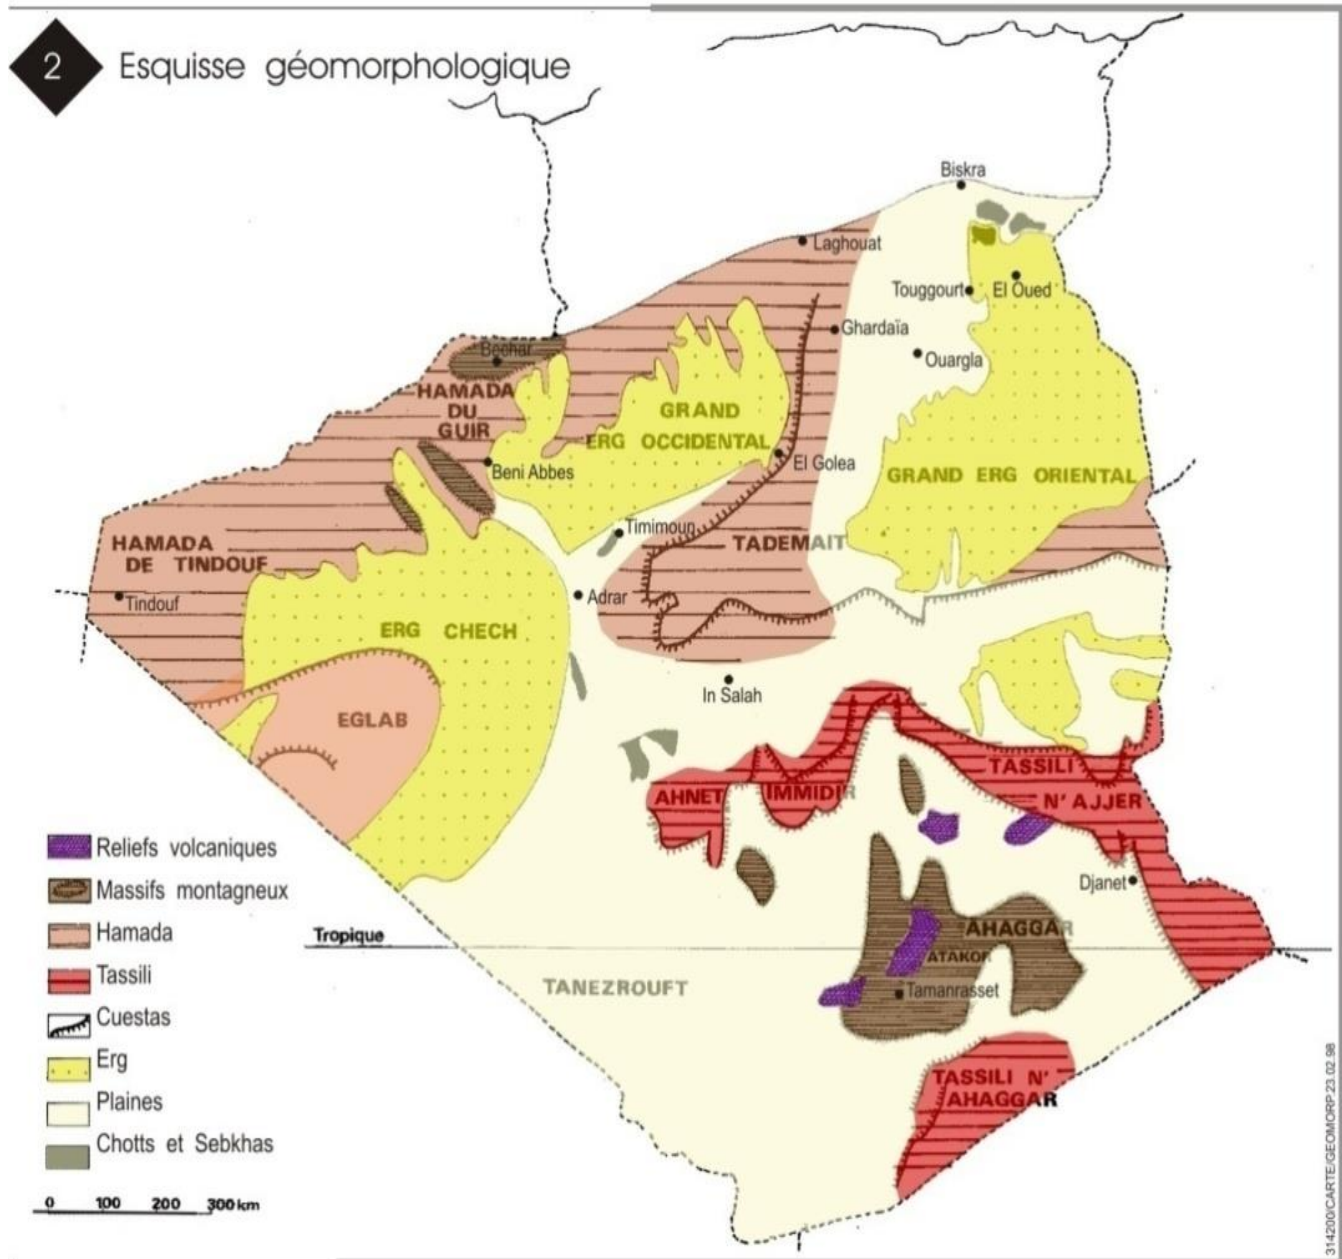 2
Esquisse géomorphologique
Biskra
Laghouat
Touggourt
El Oued
Ghardaïa
Ouargla
Bechar
HAMADA
DU
GUIR
GRAND
ERG OCCIDENTAL
Beni Abbes
El Golea
GRAND ERG ORIENTAL
Timimoun
TADEMAIT
HAMADA
DE TINDOUF
Tindouf
Adrar
ERG CHECH
In Salah
EGLAB
AHNET
IMMIDIR
TASSILI
N' AJJER
Djanet
Tropique
AHAGGAR
ATAKOR
Tamanrasset
TANEZROUFT
TASSILI N'
AHAGGAR
Reliefs volcaniques
Massifs montagneux
Hamada
Tassili
Cuestas
Erg
Plaines
Chotts et Sebkhas
0 100 200 300 km
314200/CARTE/GEOMORP.23.02.98